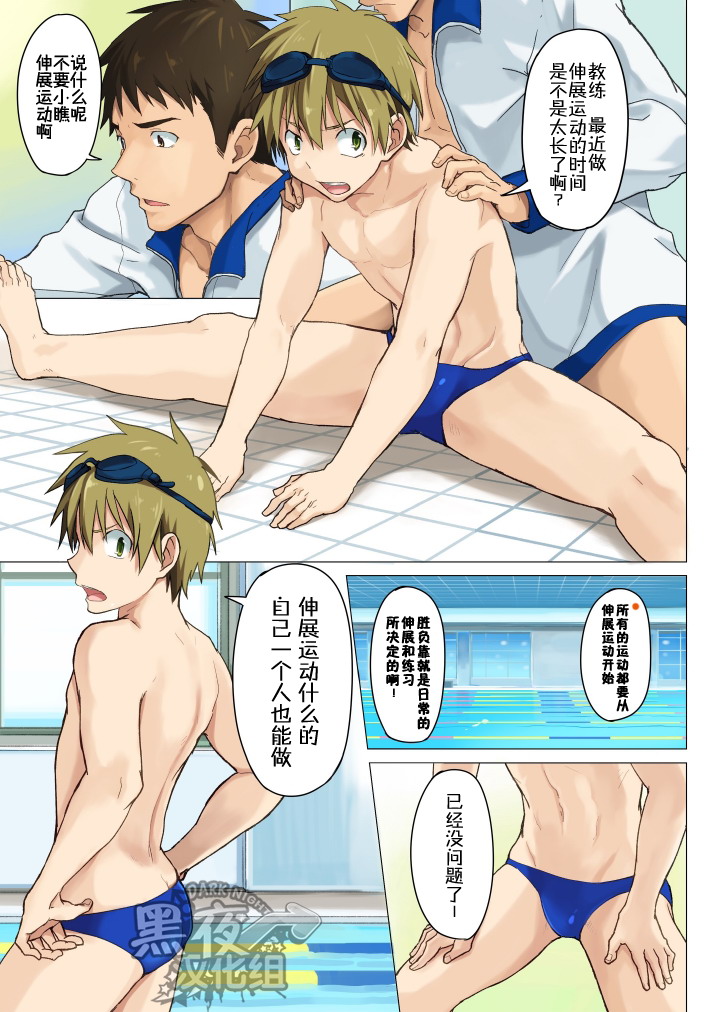 教练 最近做
伸展运动的时间
是不是太长了啊？
说什么呢
不要小瞧
伸展运动
啊
所有的运动都要从
伸展运动开始
胜负靠就是日常的
伸展和练习
所决定的啊！
伸展运动什么的
自己一个人也能做
已经没问题了～
DARK NIGHT
黑夜
汉化组